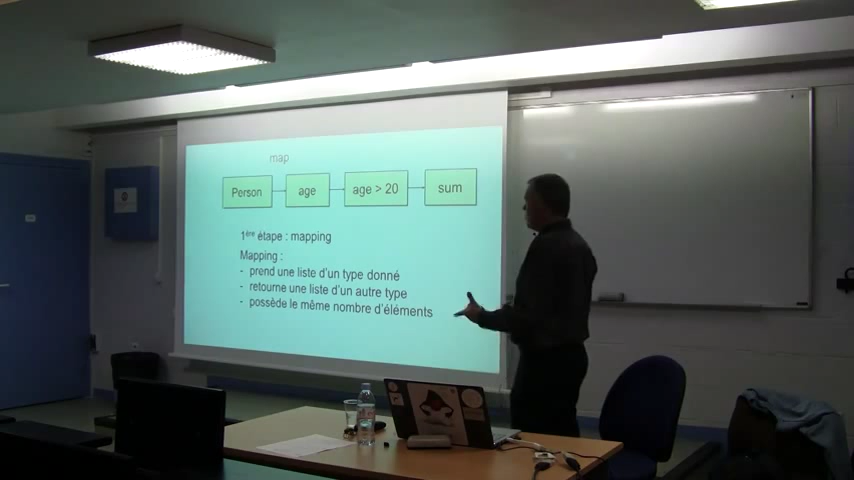 map
Person
age
age > 20
sum
1ère étape : mapping
Mapping :
- prend une liste d'un type donné
- retourne une liste d'un autre type
- possède le même nombre d'éléments